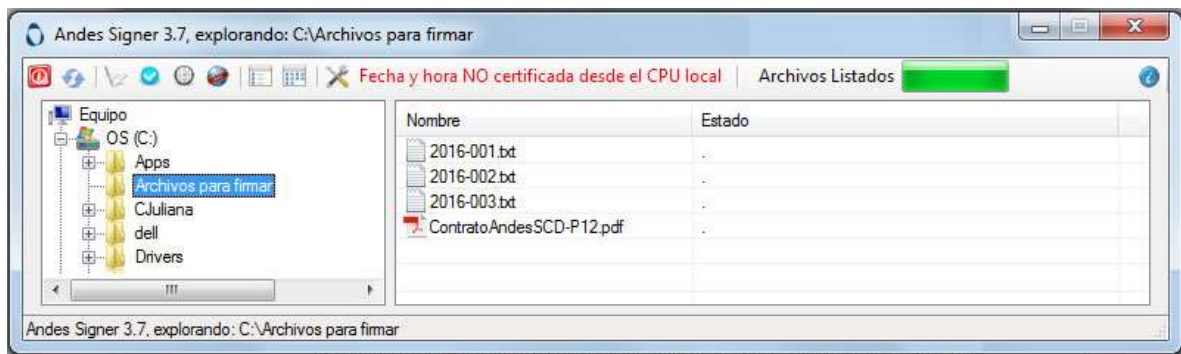 Andes Signer 3.7, explorando: C:\Archivos para firmar
Fecha y hora NO certificada desde el CPU local
Archivos Listados
Equipo
OS (C:)
Apps
Archivos para firmar
CJuliana
dell
Drivers
Nombre Estado
2016-001.txt .
2016-002.txt .
2016-003.txt .
ContratoAndesSCD-P12.pdf .
Andes Signer 3.7, explorando: C:\Archivos para firmar